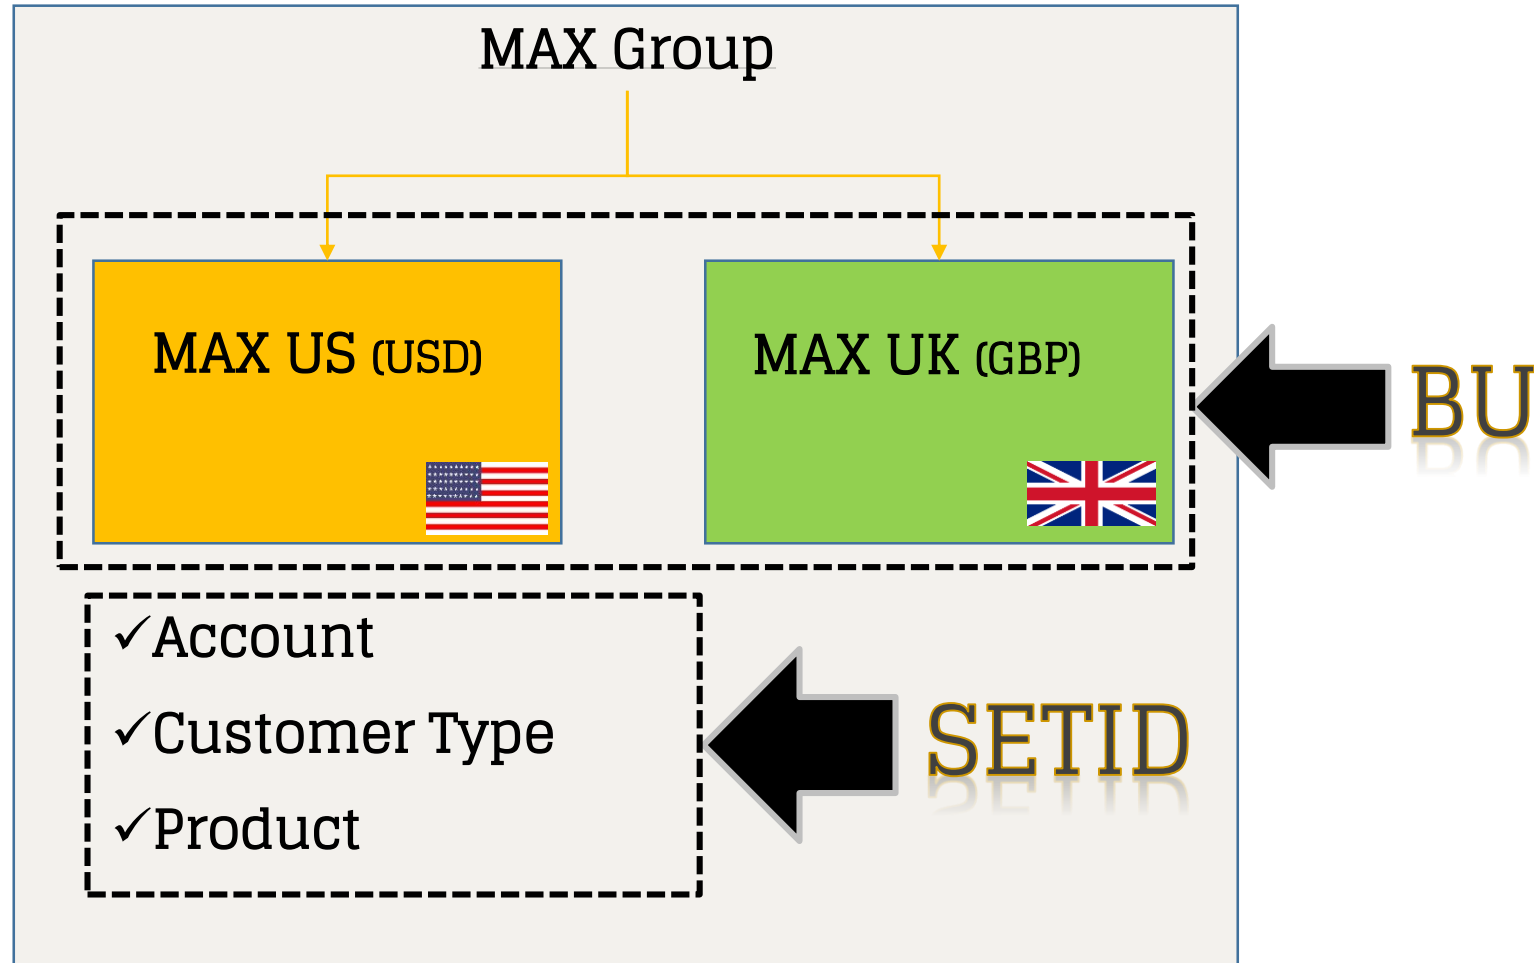 MAX Group
MAX US (USD)
MAX UK (GBP)
BU
✓Account
✓Customer Type
✓Product
SETID